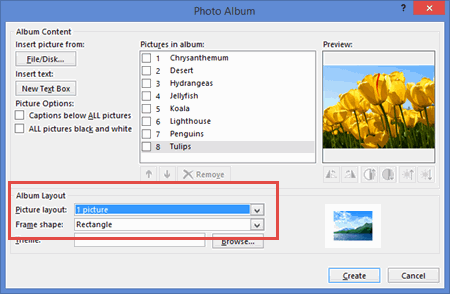 Photo Album
? ×
Album Content
Insert picture from:
File/Disk...
Insert text:
New Text Box
Picture Options:
Captions below ALL pictures
ALL pictures black and white
Pictures in album:
1 Chrysanthemum
2 Desert
3 Hydrangeas
4 Jellyfish
5 Koala
6 Lighthouse
7 Penguins
8 Tulips
Remove
Preview:
Album Layout
Picture layout: 1 picture
Frame shape: Rectangle
Theme:
Browse...
Create
Cancel